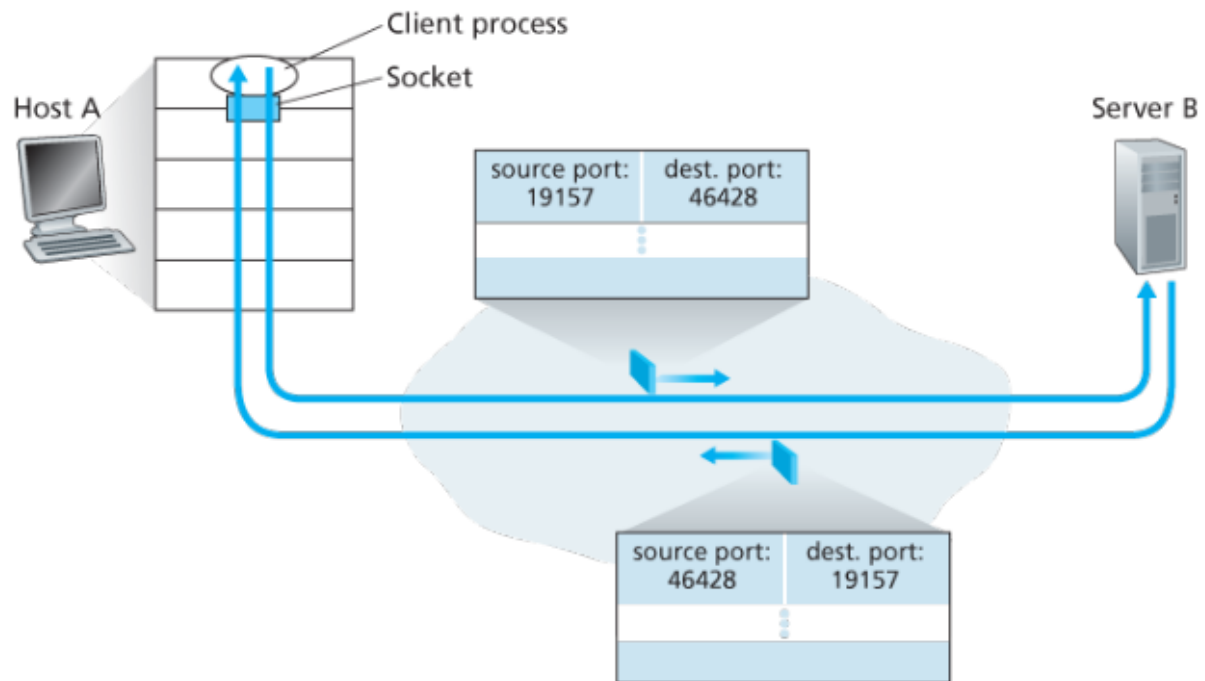 Client process
Socket
Host A
Server B
source port:
19157
dest. port:
46428
source port:
46428
dest. port:
19157